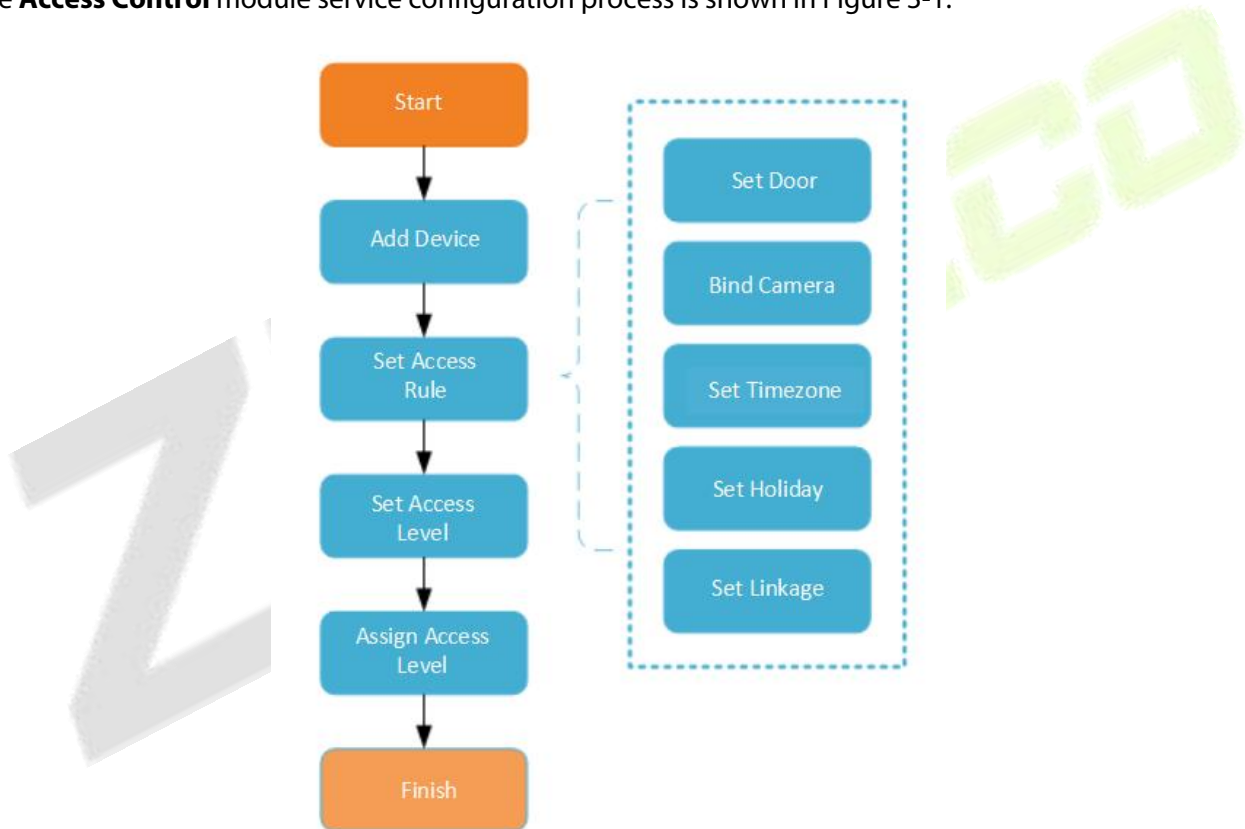 e Access Control module service configuration process is shown in Figure 3-1.
Start
Add Device
Set Access
Rule
Set Access
Level
Assign Access
Level
Finish
Set Door
Bind Camera
Set Timezone
Set Holiday
Set Linkage